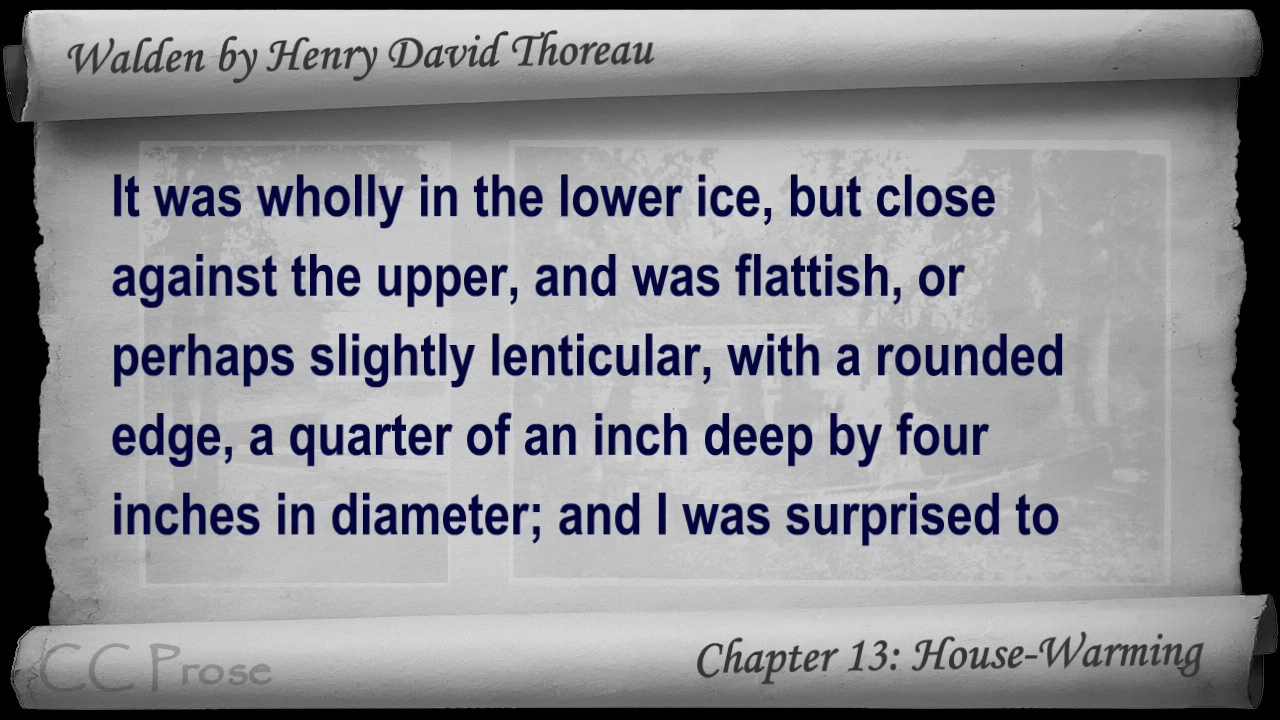 Walden by Henry David Thoreau
It was wholly in the lower ice, but close
against the upper, and was flattish, or
perhaps slightly lenticular, with a rounded
edge, a quarter of an inch deep by four
inches in diameter; and I was surprised to
CC Prose
Chapter 13: House-Warming